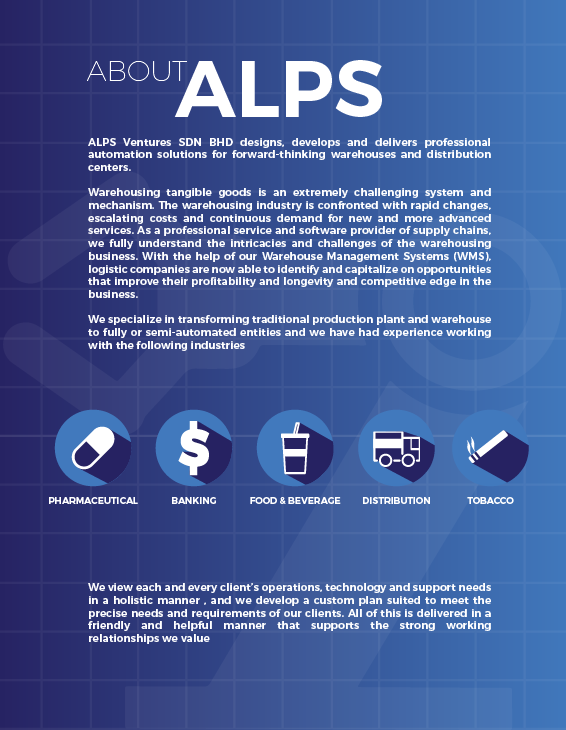 ABOUT ALPS
ALPS Ventures SDN BHD designs, develops and delivers professional
automation solutions for forward-thinking warehouses and distribution
centers.
Warehousing tangible goods is an extremely challenging system and
mechanism. The warehousing industry is confronted with rapid changes,
escalating costs and continuous demand for new and more advanced
services. As a professional service and software provider of supply chains,
we fully understand the intricacies and challenges of the warehousing
business. With the help of our Warehouse Management Systems (WMS),
logistic companies are now able to identify and capitalize on opportunities
that improve their profitability and longevity and competitive edge in the
business.
We specialize in transforming traditional production plant and warehouse
to fully or semi-automated entities and we have had experience working
with the following industries
PHARMACEUTICAL BANKING FOOD & BEVERAGE DISTRIBUTION TOBACCO
We view each and every client's operations, technology and support needs
in a holistic manner , and we develop a custom plan suited to meet the
precise needs and requirements of our clients. All of this is delivered in a
friendly and helpful manner that supports the strong working
relationships we value